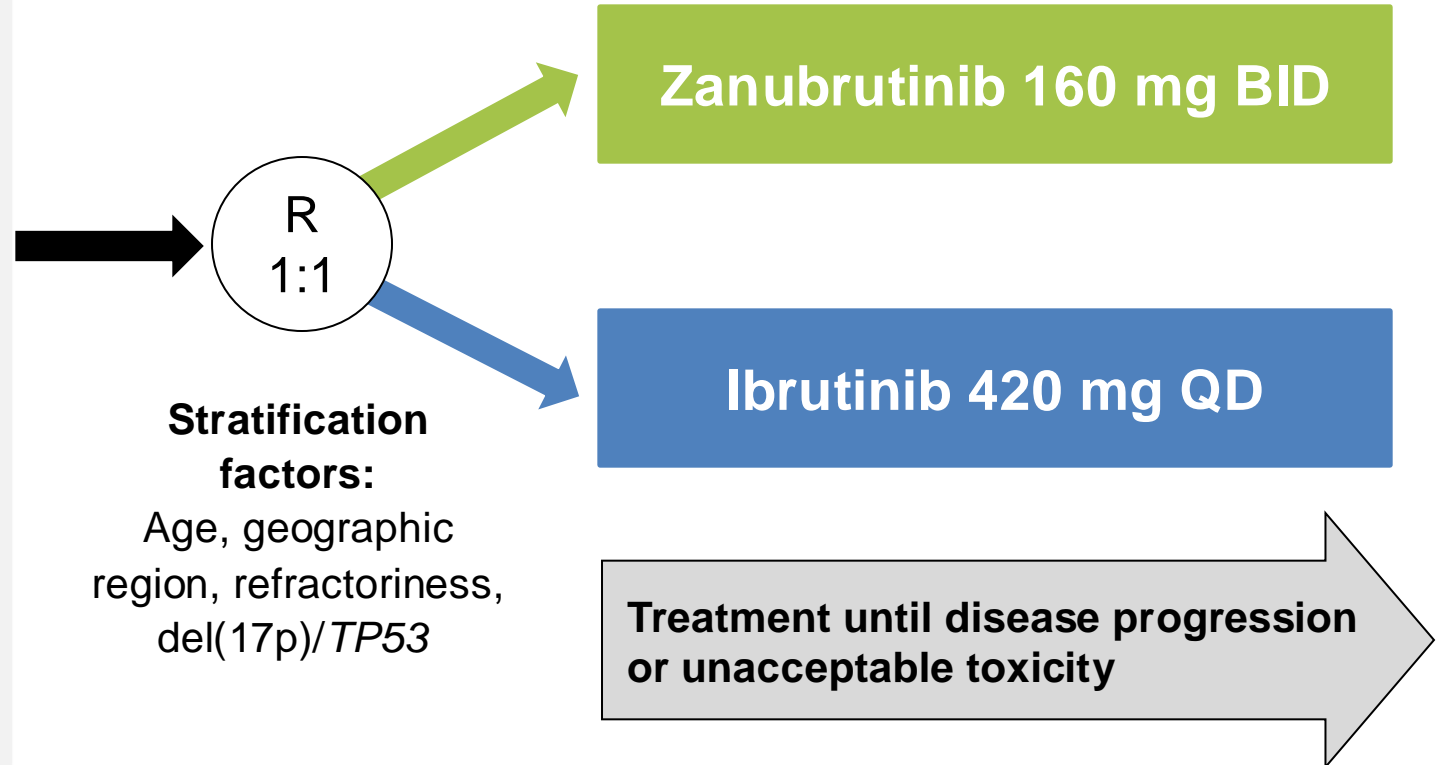 Zanubrutinib 160 mg BID
R
1:1
Ibrutinib 420 mg QD
Stratification
factors:
Age, geographic
region, refractoriness,
del(17p)/TP53
Treatment until disease progression
or unacceptable toxicity